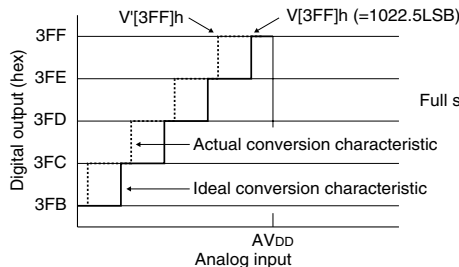 V'[3FF]h
V[3FF]h (=1022.5LSB)
3FF
3FE
Full s
3FD
Actual conversion characteristic
3FC
Ideal conversion characteristic
3FB
Digital output (hex)
AVDD
Analog input